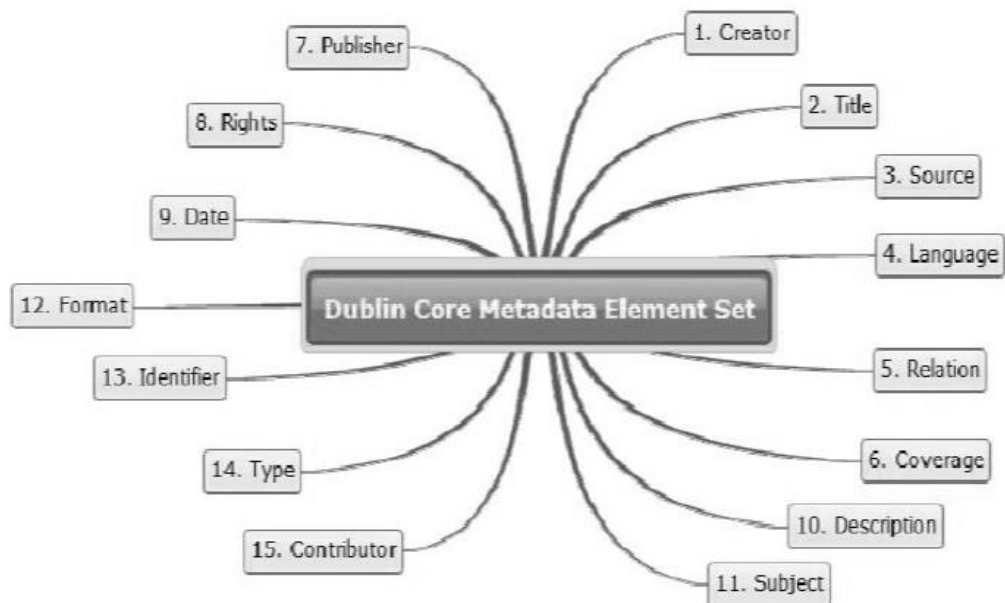 7. Publisher
1. Creator
2. Title
8. Rights
3. Source
9. Date
4. Language
12. Format
Dublin Core Metadata Element Set
13. Identifier
5. Relation
14. Type
6. Coverage
10. Description
15. Contributor
11. Subject